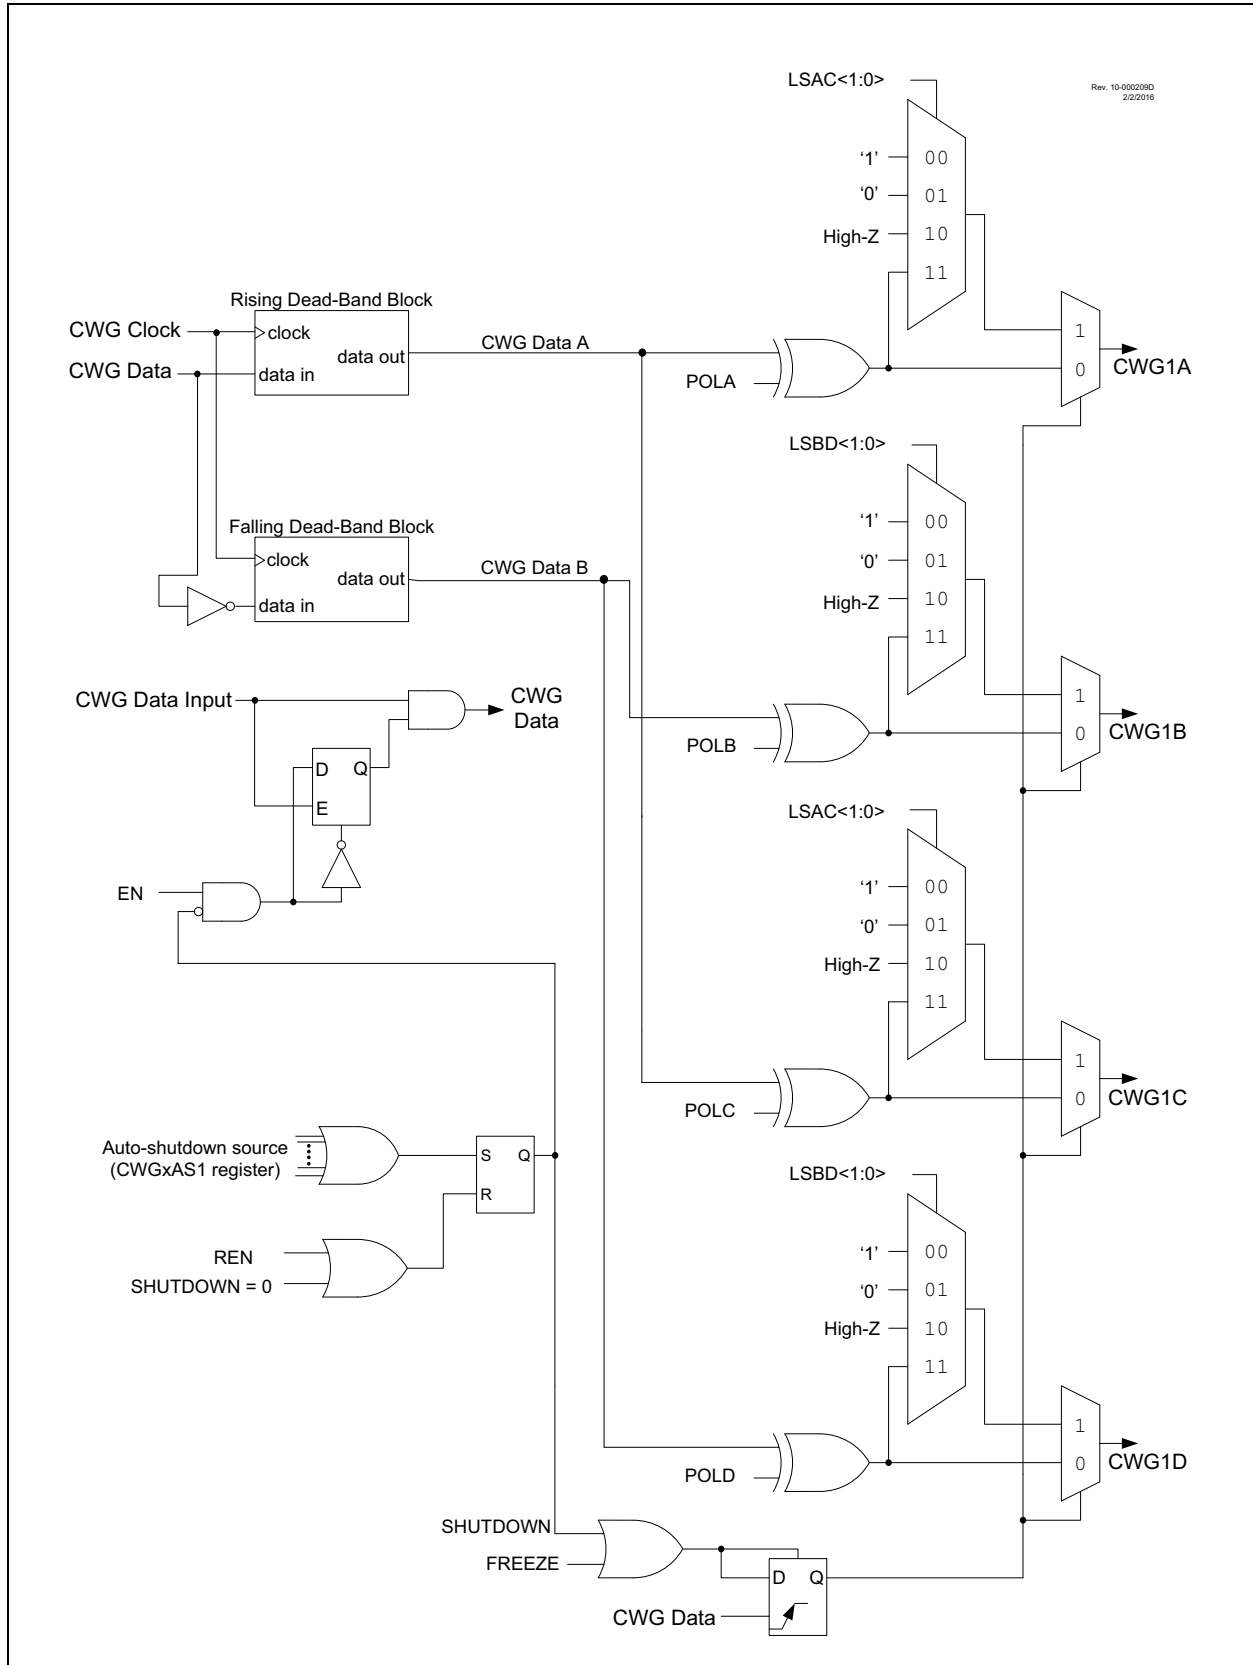 LSAC<1:0>
Rev. 10-000209D
2/2/2016
‘1’
00
‘0’
01
High-Z
10
11
Rising Dead-Band Block
CWG Clock
clock
CWG Data
data in
data out
CWG Data A
POLA
1
0
CWG1A
LSBD<1:0>
‘1’
00
‘0’
01
High-Z
10
11
Falling Dead-Band Block
clock
data out
data in
CWG Data B
POLB
1
0
CWG1B
CWG Data Input
CWG
Data
D
Q
E
EN
LSAC<1:0>
‘1’
00
‘0’
01
High-Z
10
11
POLC
1
0
CWG1C
Auto-shutdown source
(CWGxAS1 register)
S
Q
R
REN
SHUTDOWN = 0
LSBD<1:0>
‘1’
00
‘0’
01
High-Z
10
11
POLD
1
0
CWG1D
SHUTDOWN
FREEZE
D
Q
CWG Data